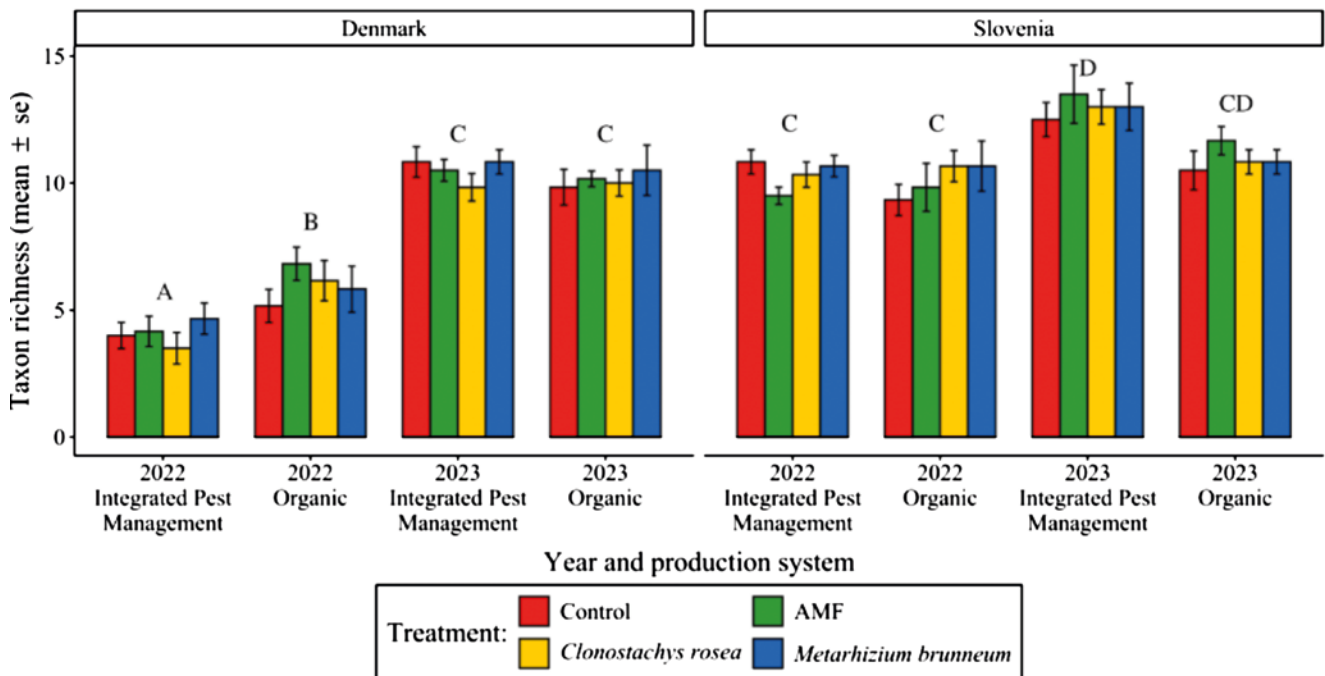 Denmark
Slovenia
Taxon richness (mean ± se)
15
10
5
0
A
B
C
C
C
C
D
CD
2022
Integrated Pest
Management
2022
Organic
2023
Integrated Pest
Management
2023
Organic
2022
Integrated Pest
Management
2022
Organic
2023
Integrated Pest
Management
2023
Organic
Year and production system
Treatment:
Control
AMF
Clonostachys rosea
Metarhizium brunneum